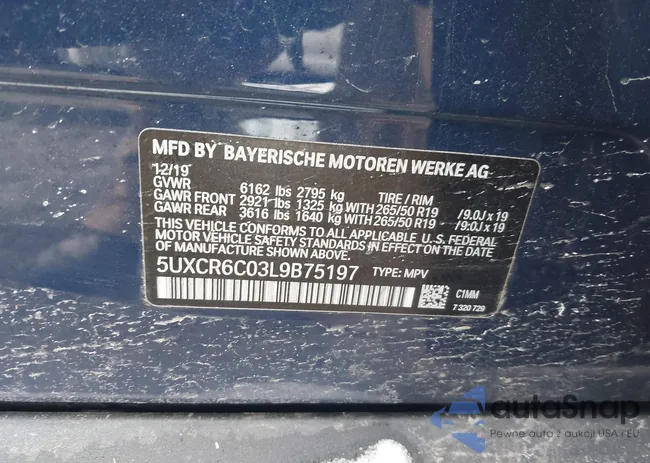 MFD BY BAYERISCHE MOTOREN WERKE AG
12/19
GVWR 6162 lbs 2795 kg TIRE / RIM
GAWR FRONT 2921 lbs 1325 kg WITH 265/50 R19 /9.0J x 19
GAWR REAR 3616 lbs 1640 kg WITH 265/50 R19 /9.0J x 19
THIS VEHICLE CONFORMS TO ALL APPLICABLE U.S. FEDERAL
MOTOR VEHICLE SAFETY STANDARDS IN EFFECT ON THE DATE
OF MANUFACTURE SHOWN ABOVE.
5UXCR6C03L9B75197 TYPE: MPV
C1MM
7 320 729
autoSnap
Pewne auta z aukcji USA i EU